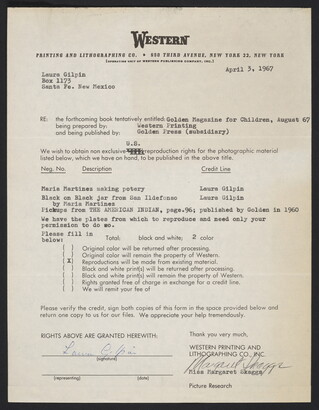 WESTERN
PRINTING AND LITHOGRAPHING CO. • 850 THIRD AVENUE, NEW YORK 22, NEW YORK
(OPERATING UNIT OF WESTERN PUBLISHING COMPANY, INC.)
April 3, 1967
Laura Gilpin
Box 1173
Santa Fe. New Mexico
RE: the forthcoming book tentatively entitled: Golden Magazine for Children, August 67
being prepared by: Western Printing
and being published by: Golden Press (subsidiary)
U.S.
We wish to obtain non exclusive reproduction rights for the photographic material
listed below, which we have on hand, to be published in the above title.
Neg. No. Description Credit Line
Maria Martinez making potery Laura Gilpin
Black on Black jar from San Ildefonso Laura Gilpin
by Maria Martinez
Pickups from THE AMERICAN INDIAN, page.96; published by Golden in 1960
We have the plates from which to reproduce and need only your
permission to do so.
Please fill in
below: Total: black and white; 2 color
( ) Original color will be returned after processing.
( ) Original color will remain the property of Western.
( X ) Reproductions will be made from existing material.
( ) Black and white print(s) will be returned after processing.
( ) Black and white print(s) will remain the property of Western.
( ) Rights granted free of charge in exchange for a credit line.
( ) We will remit your fee of
Please verify the credit, sign both copies of this form in the space provided below and
return one copy to us for our files. We appreciate your help tremendously.
Thank you very much,
RIGHTS ABOVE ARE GRANTED HEREWITH:
WESTERN PRINTING AND
LITHOGRAPHING CO., INC.
Laura Gilpin
(signature)
Margaret Skaggs
Miss Margaret Skaggs
Picture Research
(representing) (date)